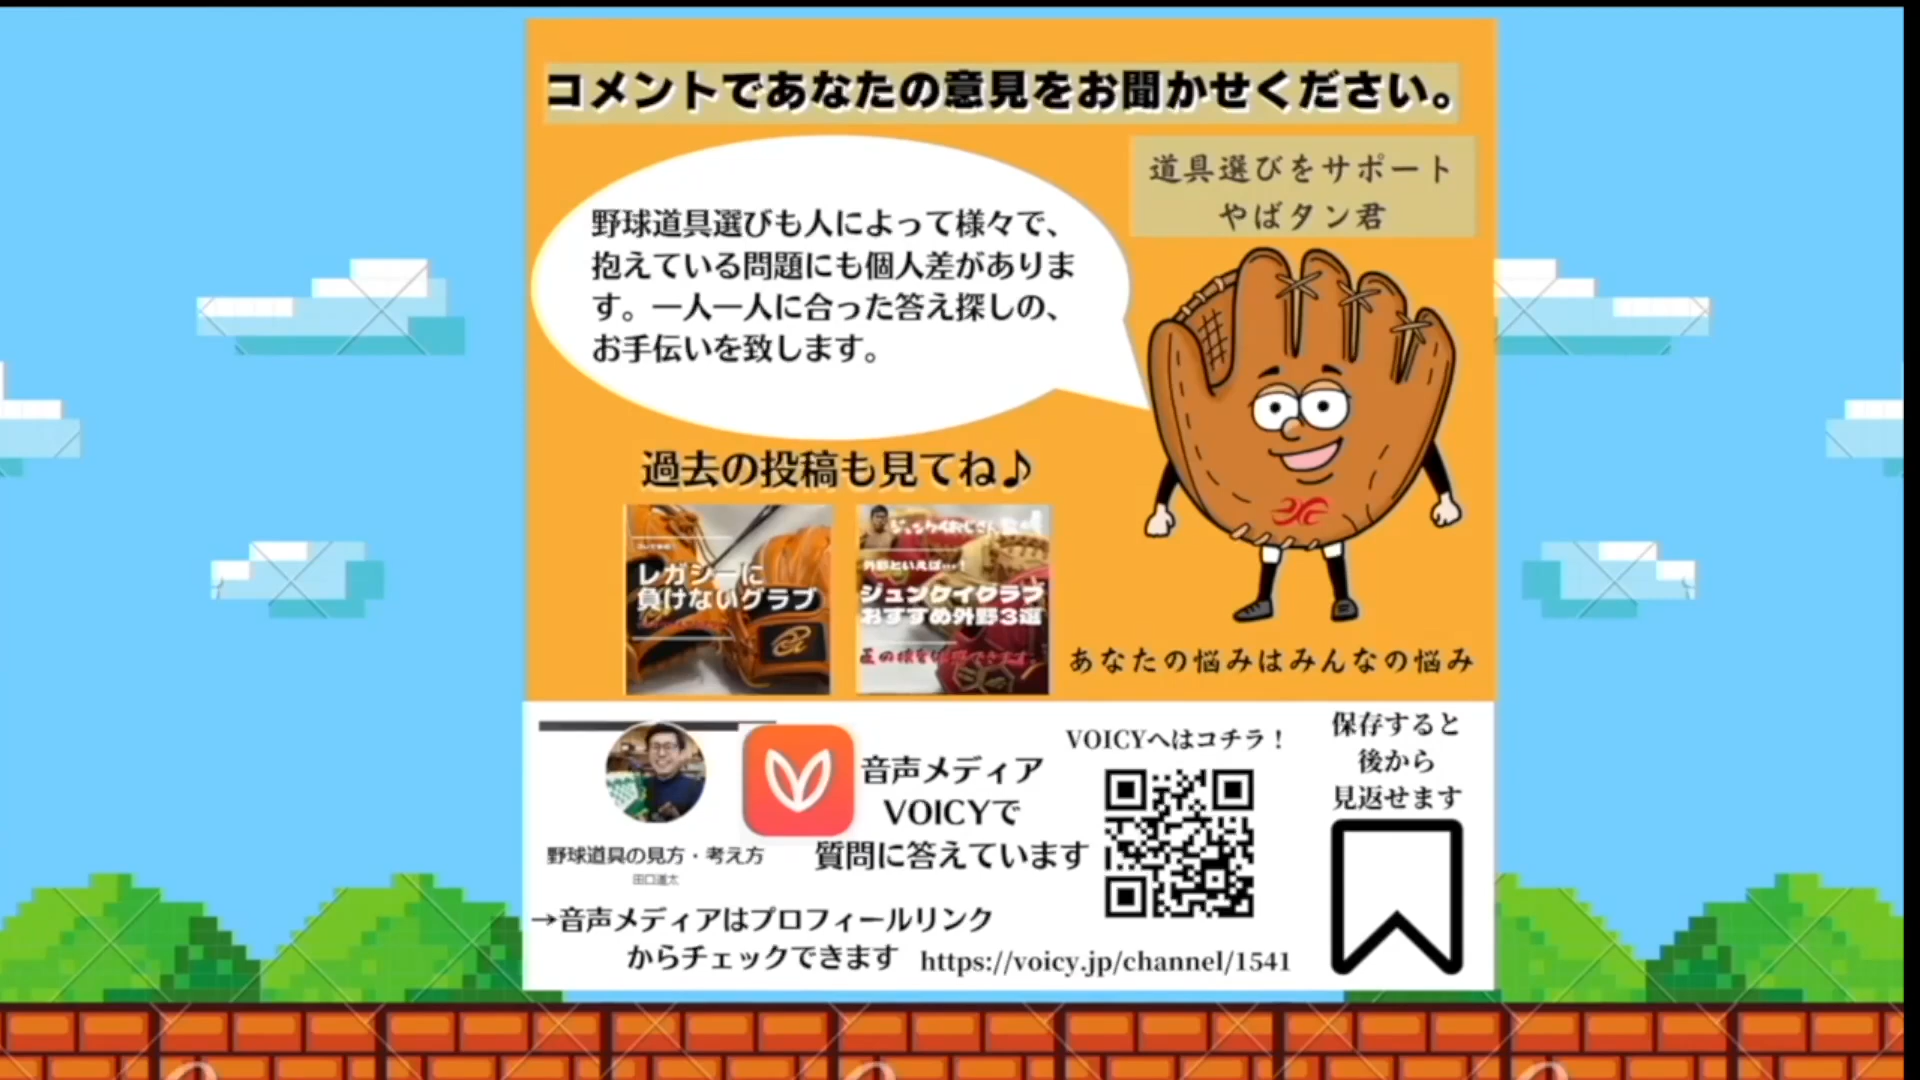 コメントであなたの意見をお聞かせください。
道具選びをサポート
やばタン君
野球道具選びも人によって様々で、
抱えている問題にも個人差がありま
す。一人一人に合った答え探しの、
お手伝いを致します。
過去の投稿も見てね♪
レガシーに
負けないグラブ
外野といえば…！
ジュンケイグラブ
おすすめ外野3選
あなたの悩みはみんなの悩み
野球道具の見方・考え方
音声メディア
VOICYで
質問に答えています
VOICYへはコチラ！
保存すると
後から
見返せます
→音声メディアはプロフィールリンク
からチェックできます
https://voicy.jp/channel/1541